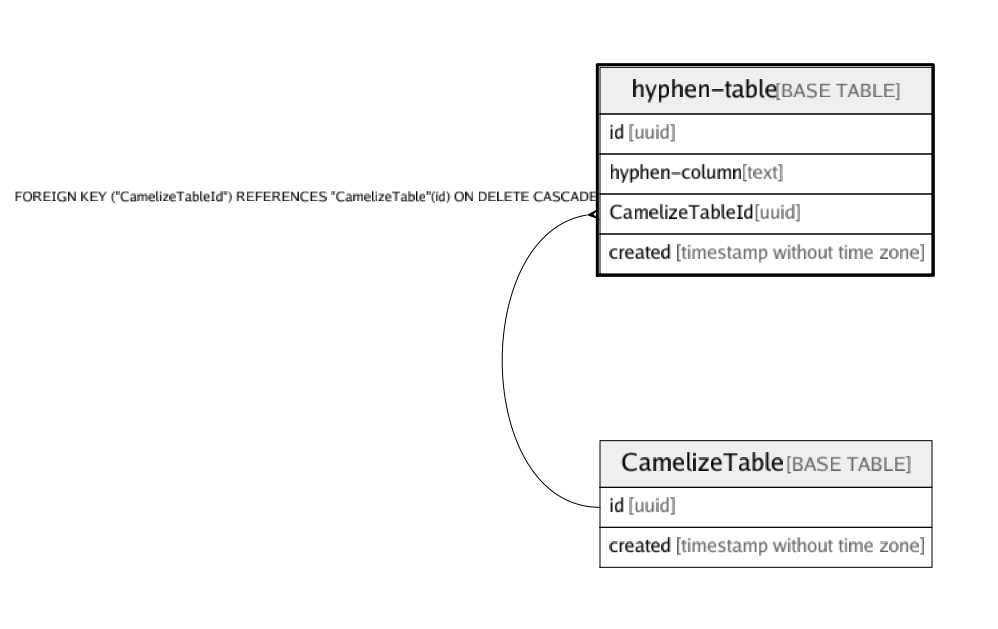 hyphen-table [BASE TABLE]
id [uuid]
hyphen-column [text]
FOREIGN KEY ("CamelizeTableId") REFERENCES "CamelizeTable"(id) ON DELETE CASCADE
CamelizeTableId [uuid]
created [timestamp without time zone]
CamelizeTable [BASE TABLE]
id [uuid]
created [timestamp without time zone]